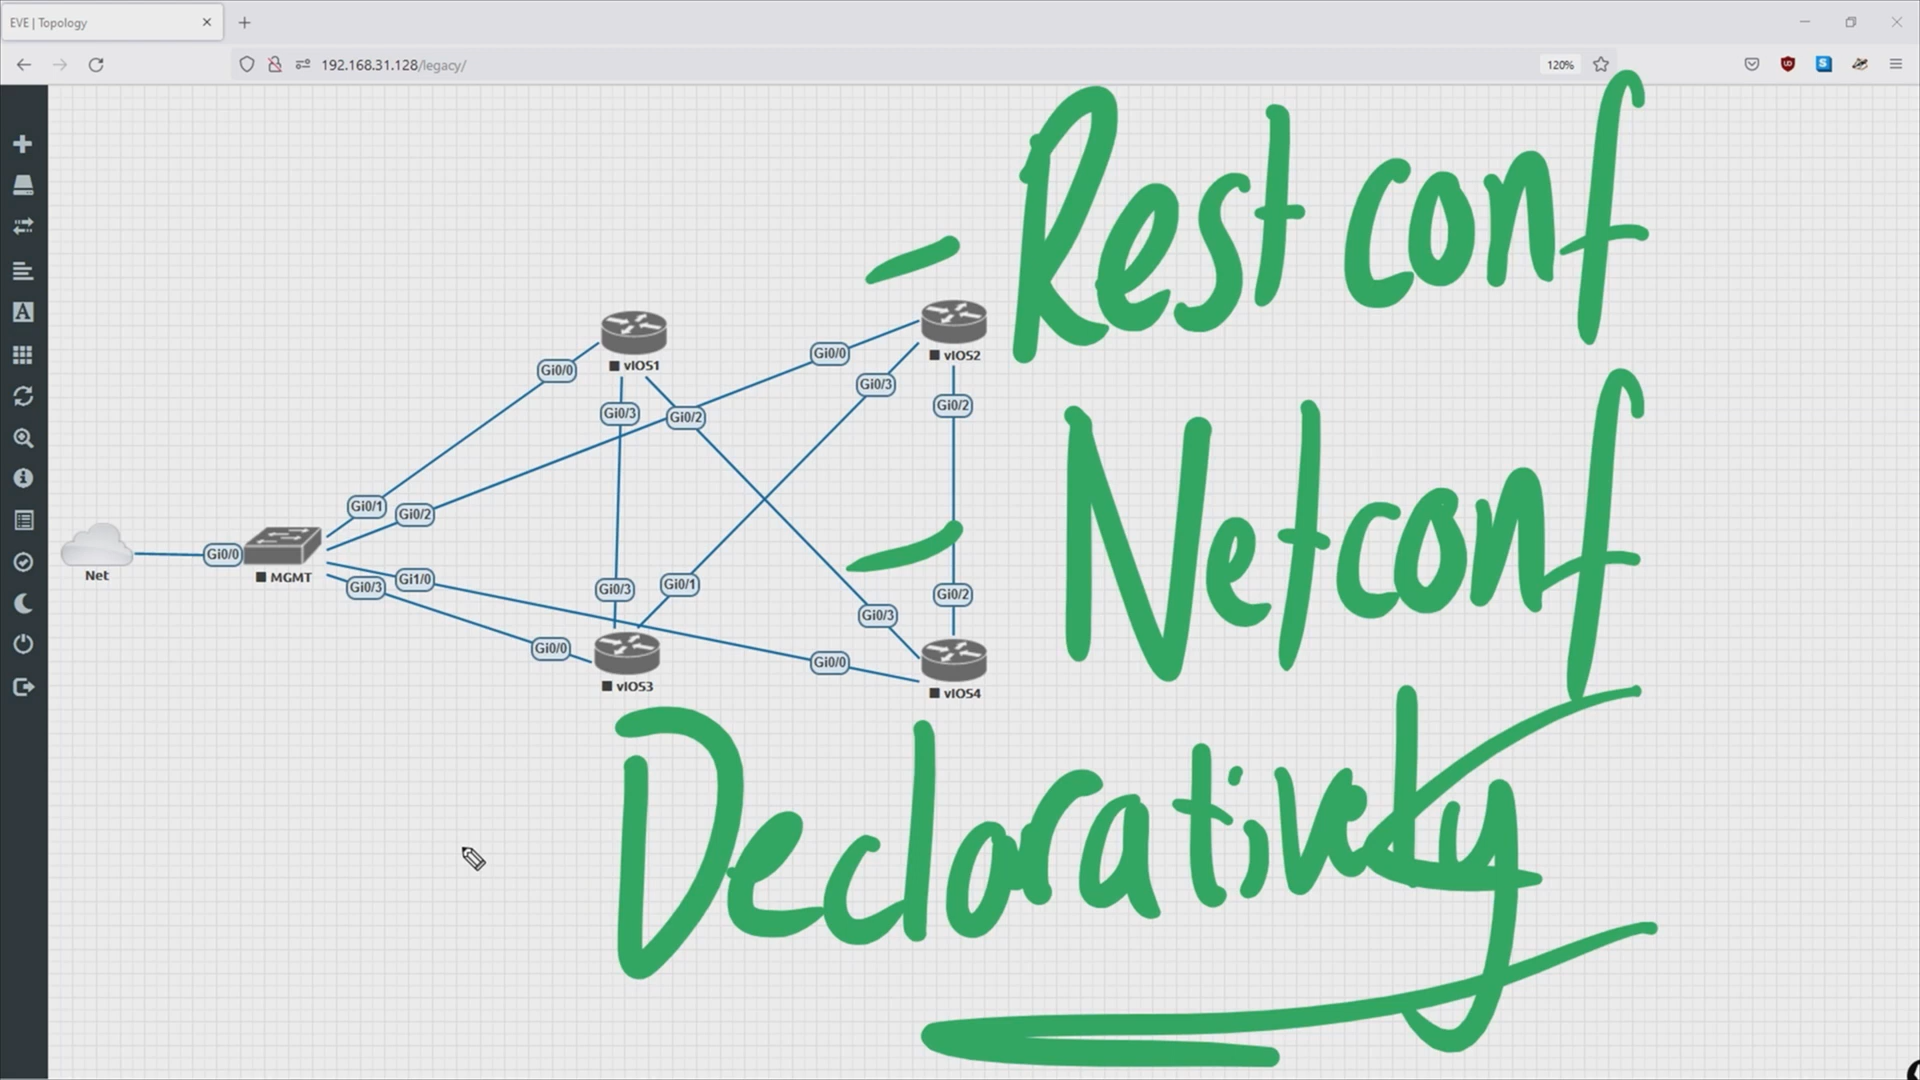 EVE | Topology
192.168.31.128/legacy/
120%
- Restconf
vIOS1
vIOS2
Gi0/0
Gi0/0
Gi0/3
Gi0/3
Gi0/2
Gi0/2
- Netconf
Gi0/1
Gi0/2
Net
Gi0/0
MGMT
Gi0/3
Gi1/0
Gi0/3
Gi0/1
Gi0/3
Gi0/2
Gi0/0
Gi0/0
vIOS3
vIOS4
Declaratively